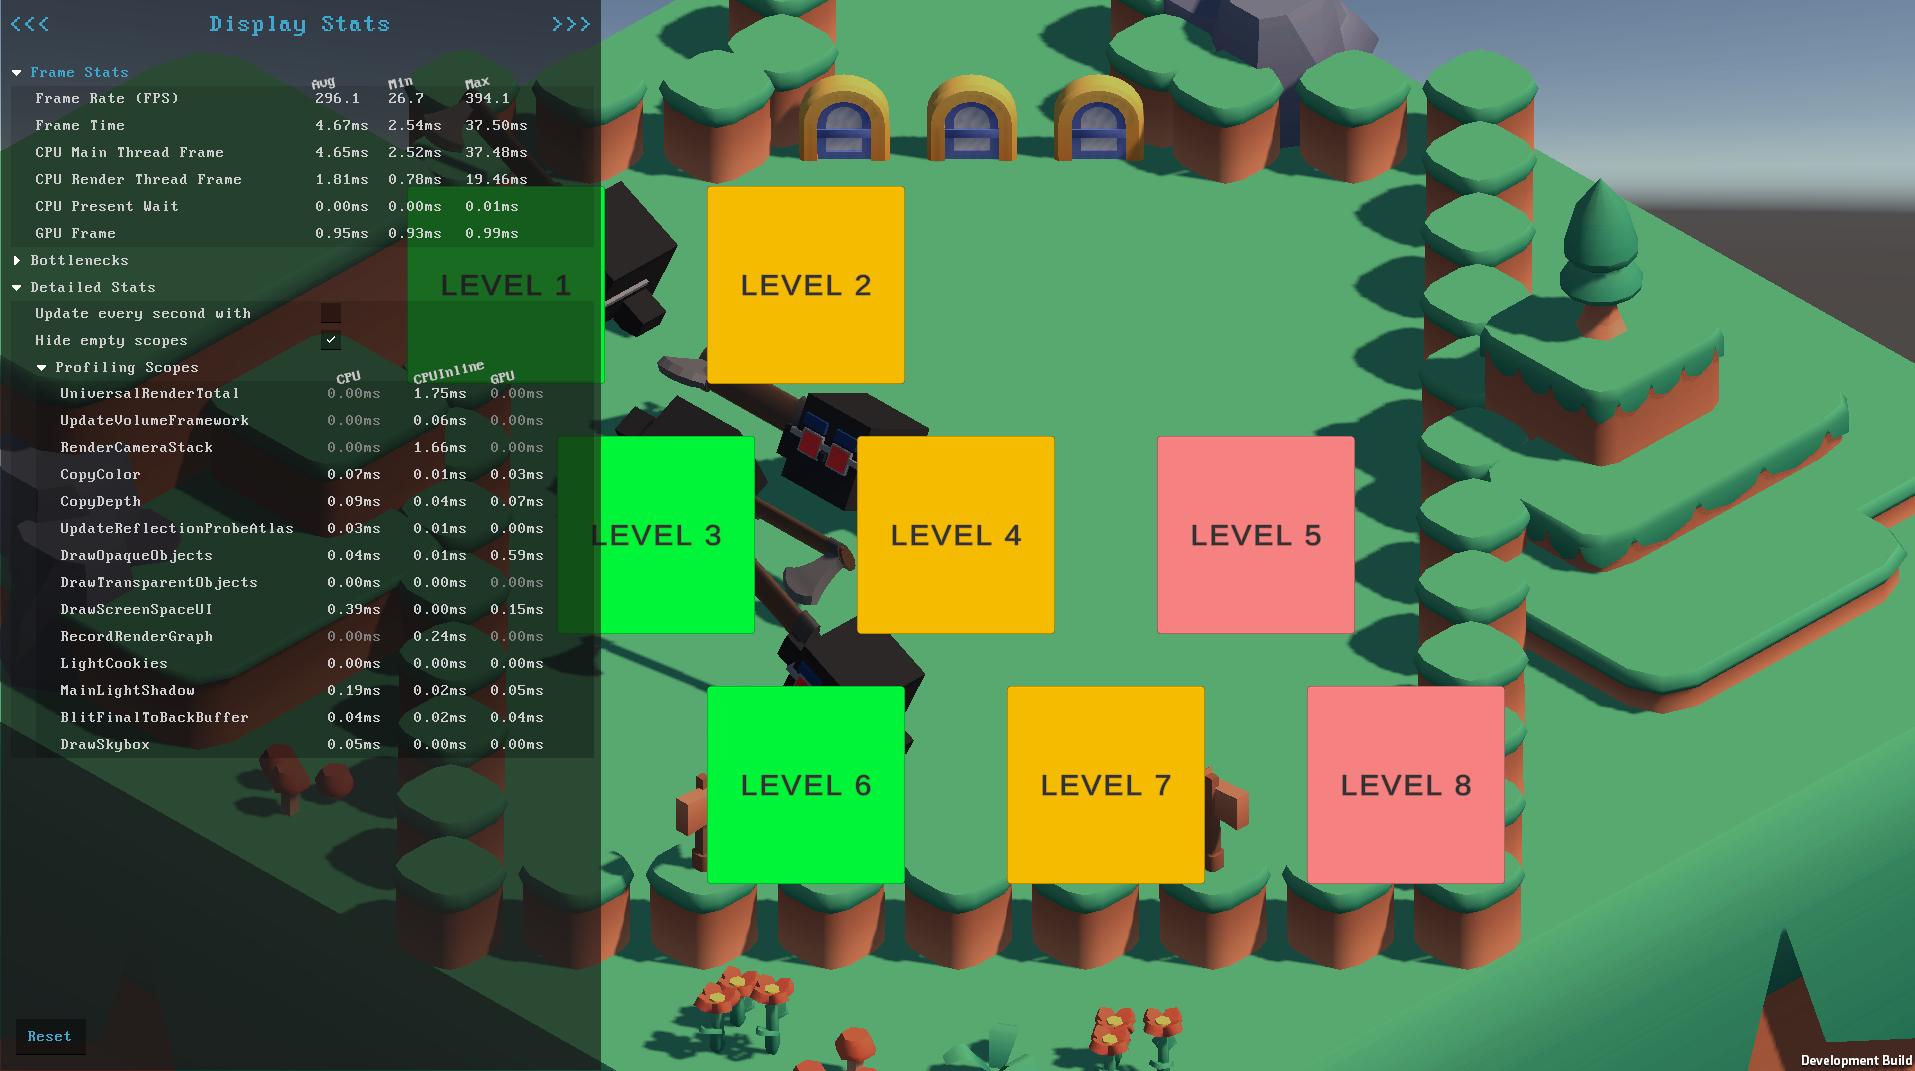 <<< Display Stats >>>
Frame Stats
Avg Min Max
Frame Rate (FPS) 296.1 26.7 394.1
Frame Time 4.67ms 2.54ms 37.50ms
CPU Main Thread Frame 4.65ms 2.52ms 37.48ms
CPU Render Thread Frame 1.81ms 0.78ms 19.46ms
CPU Present Wait 0.00ms 0.00ms 0.01ms
GPU Frame 0.95ms 0.93ms 0.99ms
Bottlenecks
Detailed Stats
Update every second with
Hide empty scopes
Profiling Scopes
CPU CPUInline GPU
UniversalRenderTotal 0.00ms 1.75ms 0.00ms
UpdateVolumeFramework 0.00ms 0.06ms 0.00ms
RenderCameraStack 0.00ms 1.66ms 0.00ms
CopyColor 0.07ms 0.01ms 0.03ms
CopyDepth 0.09ms 0.04ms 0.07ms
UpdateReflectionProbeAtlas 0.03ms 0.01ms 0.00ms
DrawOpaqueObjects 0.04ms 0.01ms 0.59ms
DrawTransparentObjects 0.00ms 0.00ms 0.00ms
DrawScreenSpaceUI 0.39ms 0.00ms 0.15ms
RecordRenderGraph 0.00ms 0.24ms 0.00ms
LightCookies 0.00ms 0.00ms 0.00ms
MainLightShadow 0.19ms 0.02ms 0.05ms
BlitFinalToBackBuffer 0.04ms 0.02ms 0.04ms
DrawSkybox 0.05ms 0.00ms 0.00ms
Reset
LEVEL 1
LEVEL 2
LEVEL 3
LEVEL 4
LEVEL 5
LEVEL 6
LEVEL 7
LEVEL 8
Development Build